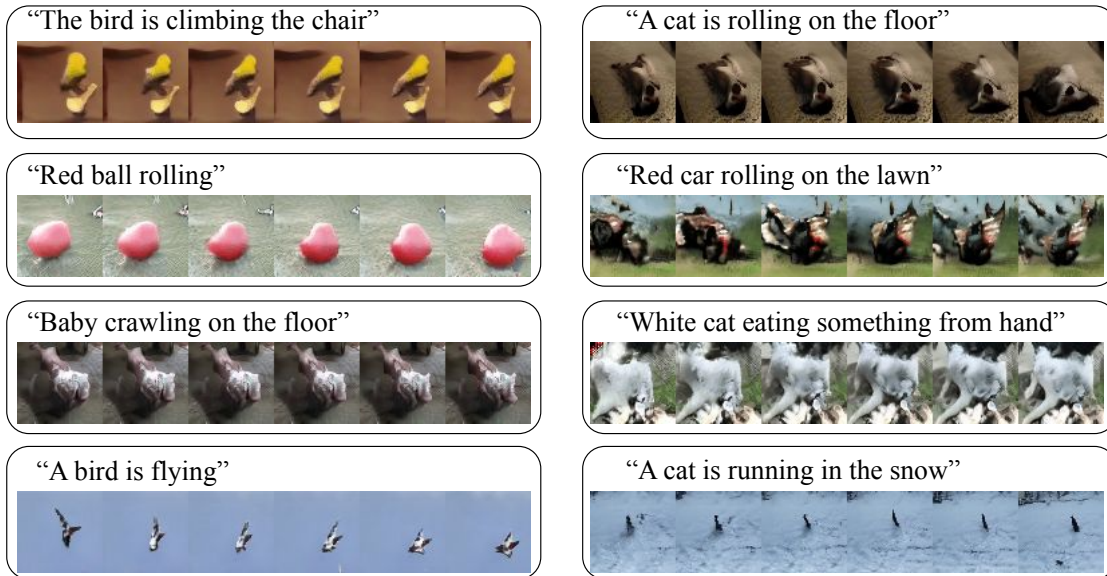 “The bird is climbing the chair”
“A cat is rolling on the floor”
“Red ball rolling”
“Red car rolling on the lawn”
“Baby crawling on the floor”
“White cat eating something from hand”
“A bird is flying”
“A cat is running in the snow”